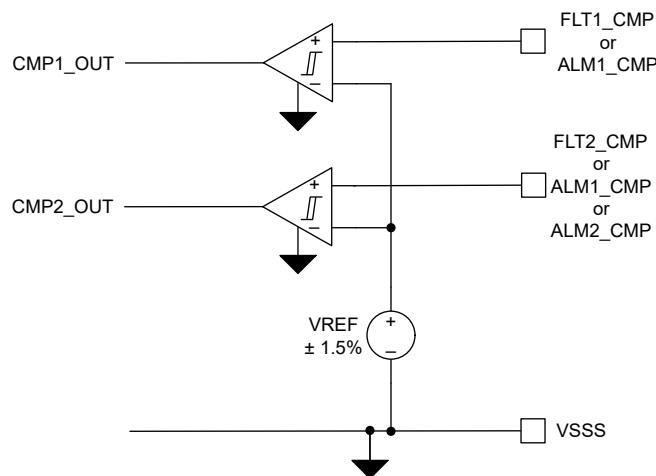 FLT1_CMP
or
ALM1_CMP
CMP1_OUT
+
−
FLT2_CMP
or
ALM1_CMP
or
ALM2_CMP
CMP2_OUT
+
−
VREF
± 1.5%
+
−
VSSS